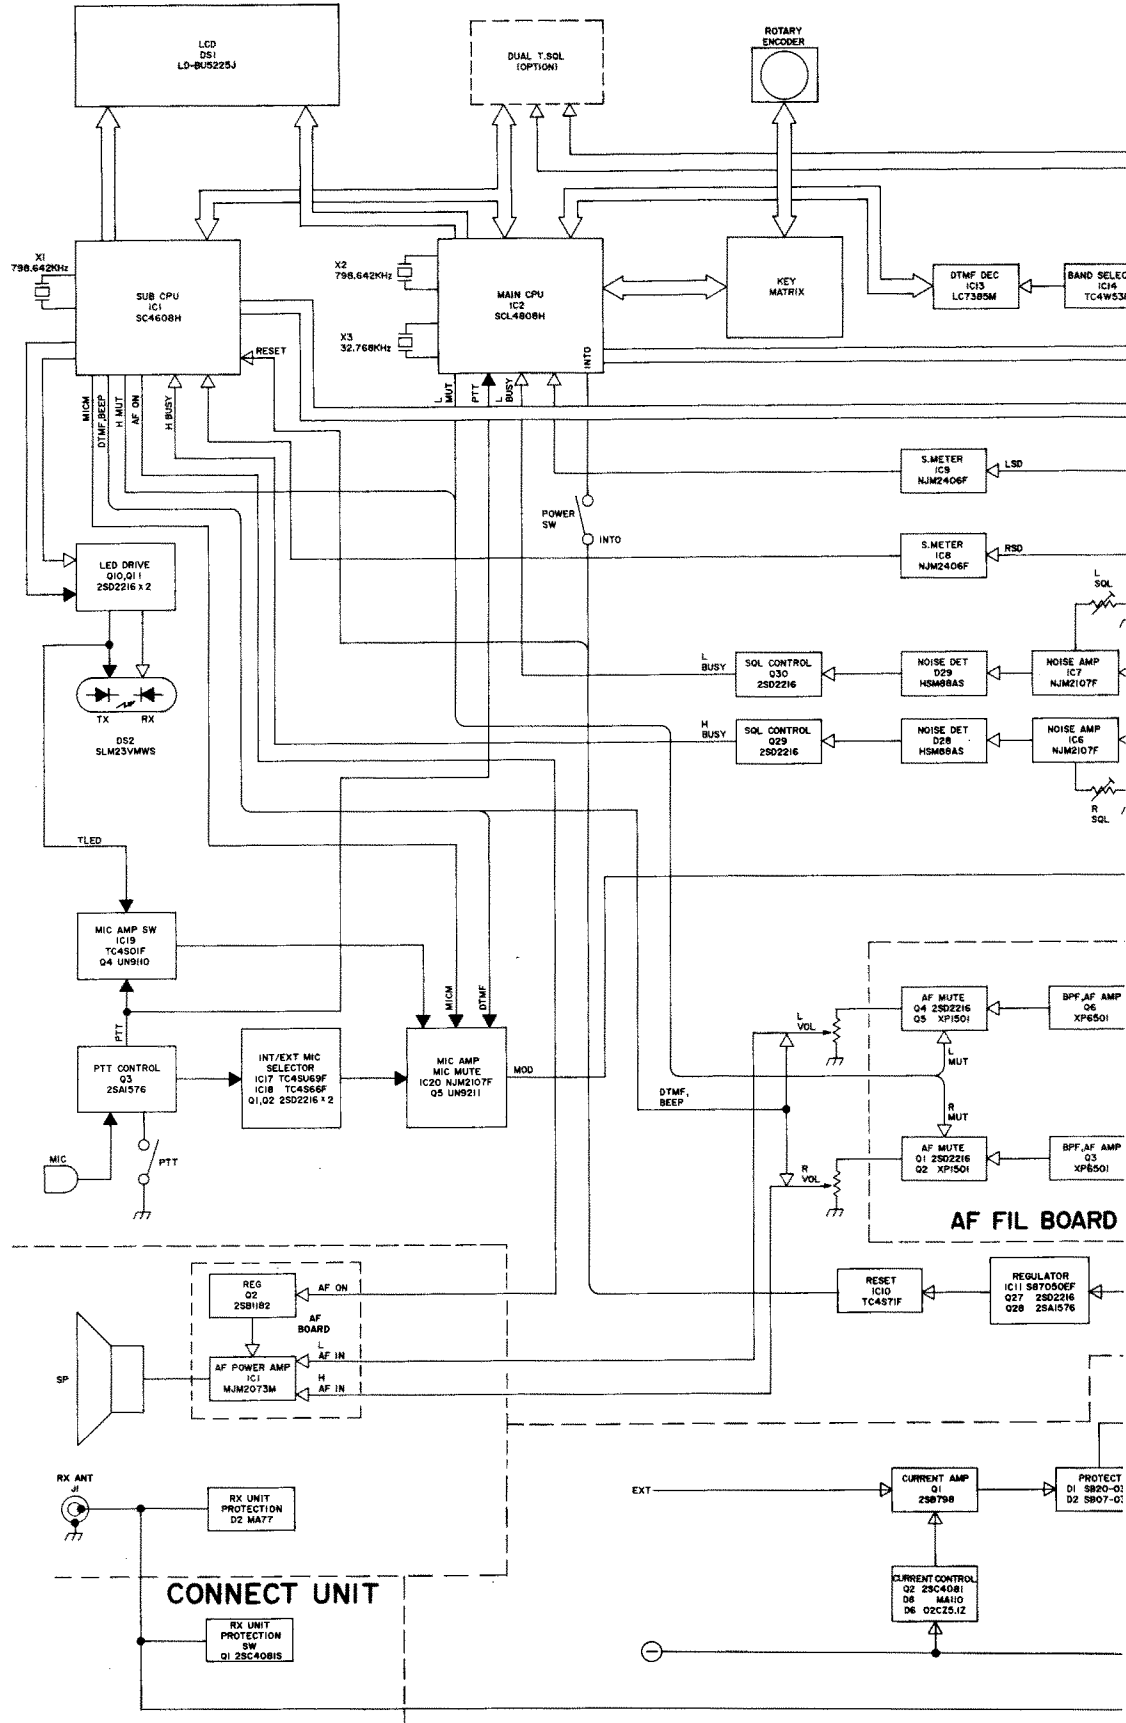 LCD
DS1
LD-BU5225J
DUAL T.SQL
(OPTION)
ROTARY
ENCODER
X1
798.642KHz
SUB CPU
IC1
SC4608H
X2
798.642KHz
X3
32.768KHz
MAIN CPU
IC2
SCL4808H
INTO
KEY
MATRIX
DTMF DEC
IC13
LC7385M
BAND SELEC
IC14
TC4W53
RESET
MICM
DTMF,BEEP
H MUT
AF ON
H BUSY
L
MUT
PTT
L
BUSY
S.METER
IC9
NJM2406F
LSD
POWER
SW
INTO
S.METER
IC8
NJM2406F
RSD
LED DRIVE
Q10,Q11
2SD2216 x 2
L
SQL
TX
RX
DS2
SLM23VMWS
L
BUSY
SQL CONTROL
Q30
2SD2216
NOISE DET
D29
HSM88AS
NOISE AMP
IC7
NJM2107F
H
BUSY
SQL CONTROL
Q29
2SD2216
NOISE DET
D28
HSM88AS
NOISE AMP
IC6
NJM2107F
R
SQL
TLED
MIC AMP SW
IC19
TC4S01F
Q4 UN9110
MICM
DTMF
PTT
PTT CONTROL
Q3
2SA1576
INT/EXT MIC
SELECTOR
IC17 TC4SU69F
IC18 TC4S66F
Q1,Q2 2SD2216 x 2
MIC AMP
MIC MUTE
IC20 NJM2107F
Q5 UN9211
MOD
L
VOL
AF MUTE
Q4 2SD2216
Q5 XP1501
BPF,AF AMP
Q6
XP6501
L
MUT
DTMF,
BEEP
R
MUT
MIC
PTT
R
VOL
AF MUTE
Q1 2SD2216
Q2 XP1501
BPF,AF AMP
Q3
XP6501
AF FIL BOARD
REG
Q2
2SB1182
AF ON
AF
BOARD
RESET
IC10
TC4S71F
REGULATOR
IC11 S87050EF
Q27 2SD2216
Q28 2SA1576
SP
AF POWER AMP
IC1
MJM2073M
L
AF IN
H
AF IN
RX ANT
J1
RX UNIT
PROTECTION
D2 MA77
EXT
CURRENT AMP
Q1
2SB798
PROTECT
D1 SB20-03
D2 SB07-03
CONNECT UNIT
CURRENT CONTROL
Q2 2SC4081
D8 MA110
D6 02CZ5.1Z
RX UNIT
PROTECTION
SW
Q1 2SC4081S